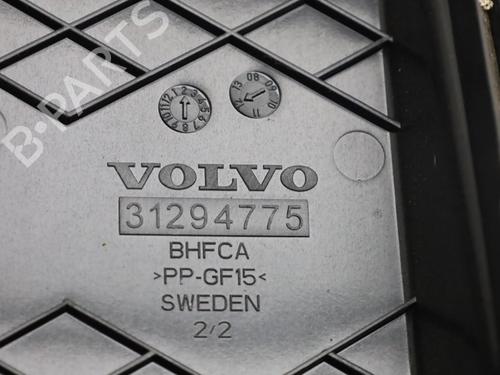 B-PARTS
VOLVO
31294775
BHFCA
>PP-GF15<
SWEDEN
2/2